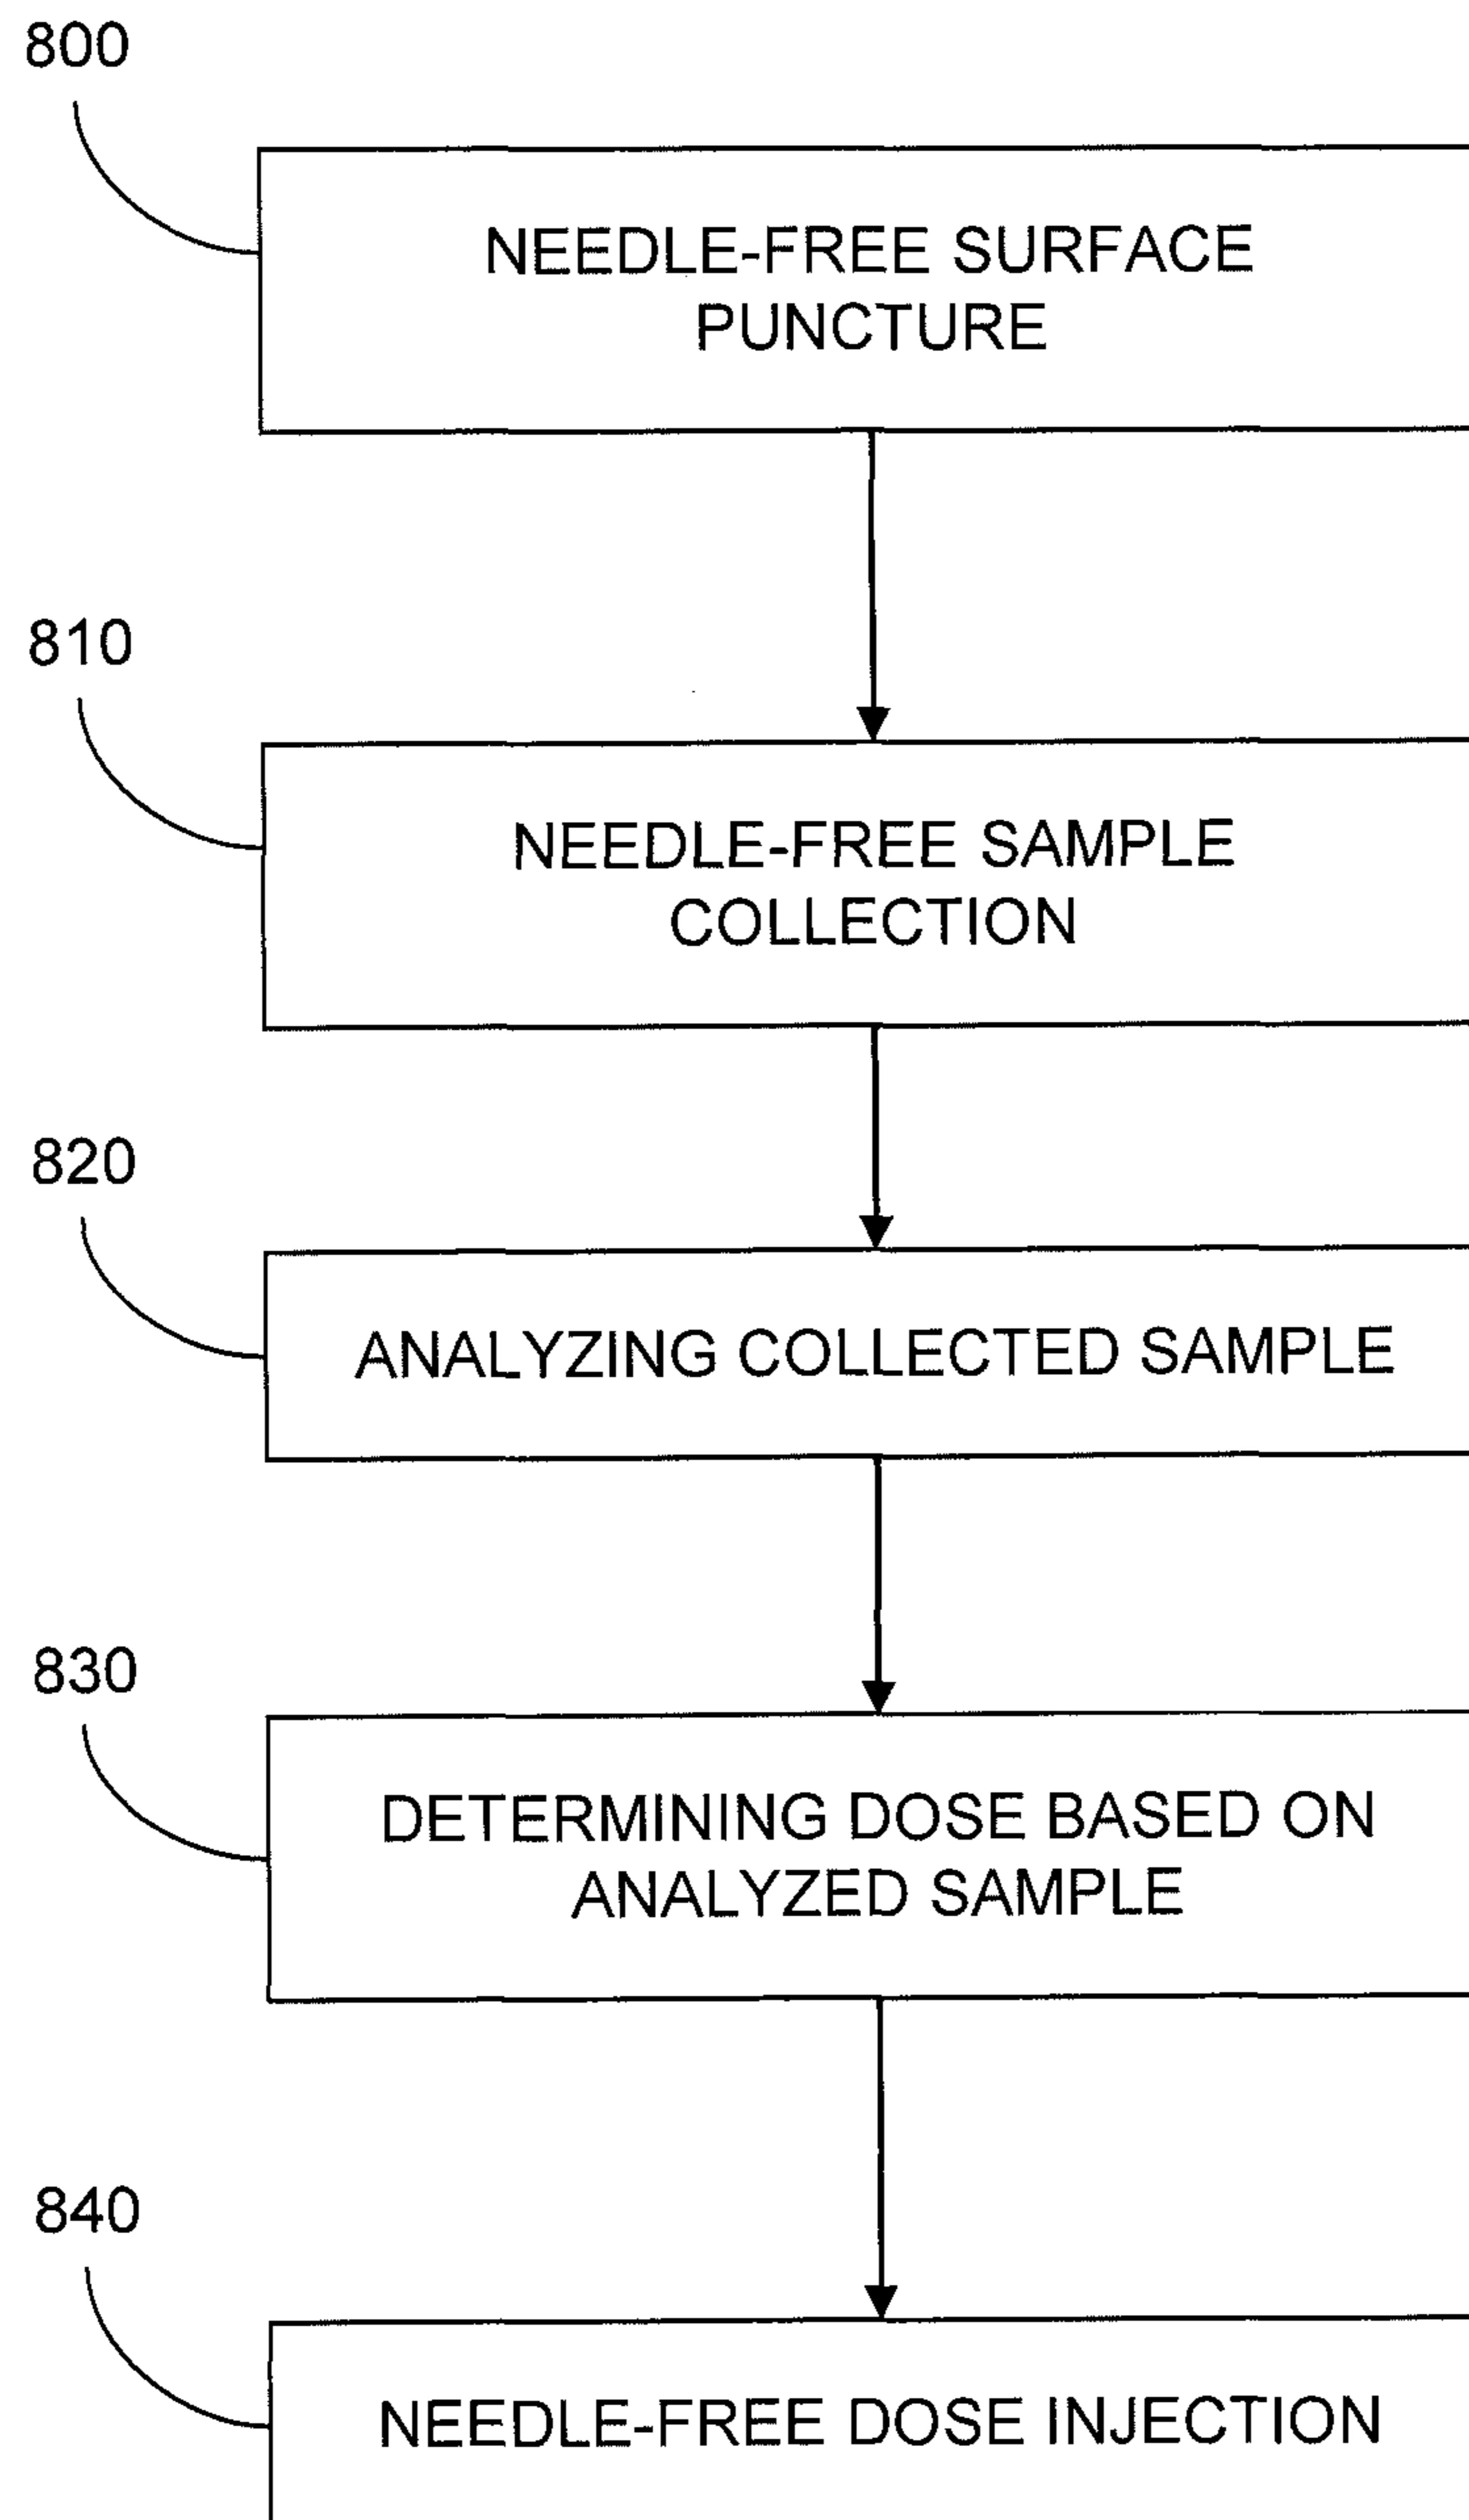 800
NEEDLE-FREE SURFACE
PUNCTURE
810
NEEDLE-FREE SAMPLE
COLLECTION
820
ANALYZING COLLECTED SAMPLE
830
DETERMINING DOSE BASED ON
ANALYZED SAMPLE
840
NEEDLE-FREE DOSE INJECTION